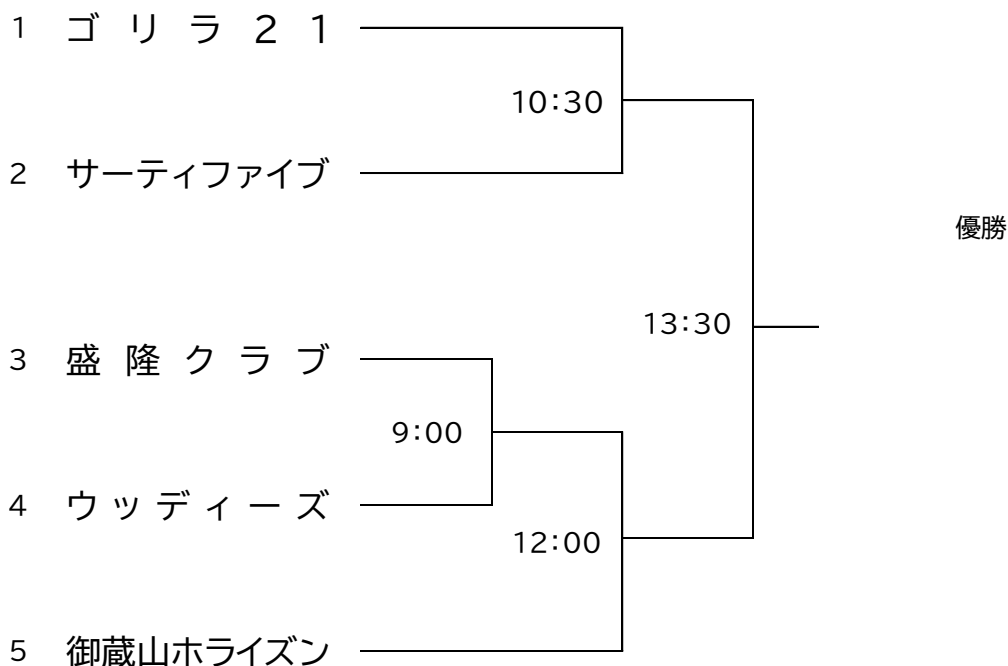 1 ゴリラ21
10:30
2 サーティファイブ
優勝
13:30
3 盛隆クラブ
9:00
4 ウッディーズ
12:00
5 御蔵山ホライズン